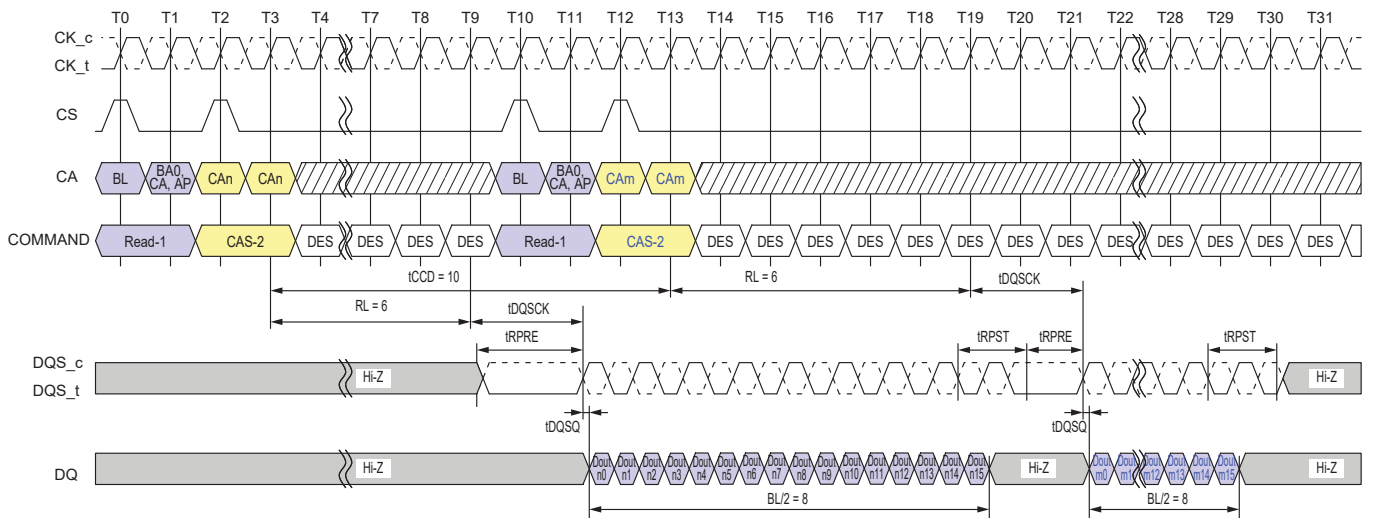 T0 T1 T2 T3 T4 T7 T8 T9 T10 T11 T12 T13 T14 T15 T16 T17 T18 T19 T20 T21 T22 T28 T29 T30 T31
CK_c
CK_t
CS
CA BL BA0, CA, AP CAn CAn BL BA0, CA, AP CAm CAm
COMMAND Read-1 CAS-2 DES DES DES DES Read-1 CAS-2 DES DES DES DES DES DES DES DES DES DES DES DES DES
tCCD = 10 RL = 6 tDQSCK
RL = 6 tDQSCK
tRPRE tRPST tRPRE tRPST
DQS_c
DQS_t
Hi-Z Hi-Z
tDQSQ tDQSQ
DQ Hi-Z Dout n0 Dout n1 Dout n2 Dout n3 Dout n4 Dout n5 Dout n6 Dout n7 Dout n8 Dout n9 Dout n10 Dout n11 Dout n12 Dout n13 Dout n14 Dout n15 Hi-Z Dout m0 Dout m1 Dout m12 Dout m13 Dout m14 Dout m15 Hi-Z
BL/2 = 8 BL/2 = 8